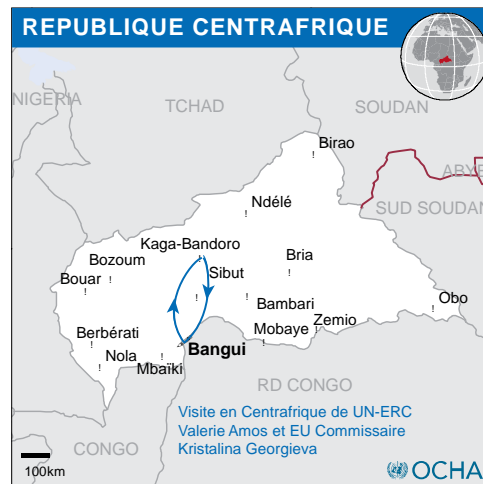 REPUBLIQUE CENTRAFRIQUE
NIGERIA
TCHAD
SOUDAN
Birao
ABYE
Ndélé
SUD SOUDAN
Kaga-Bandoro
Bozoum
Sibut
Bria
Bouar
Bambari
Obo
Berbérati
Mobaye
Zemio
Bangui
Nola
Mbaïki
RD CONGO
Visite en Centrafrique de UN-ERC
Valerie Amos et EU Commissaire
Kristalina Georgieva
CONGO
100km
OCHA